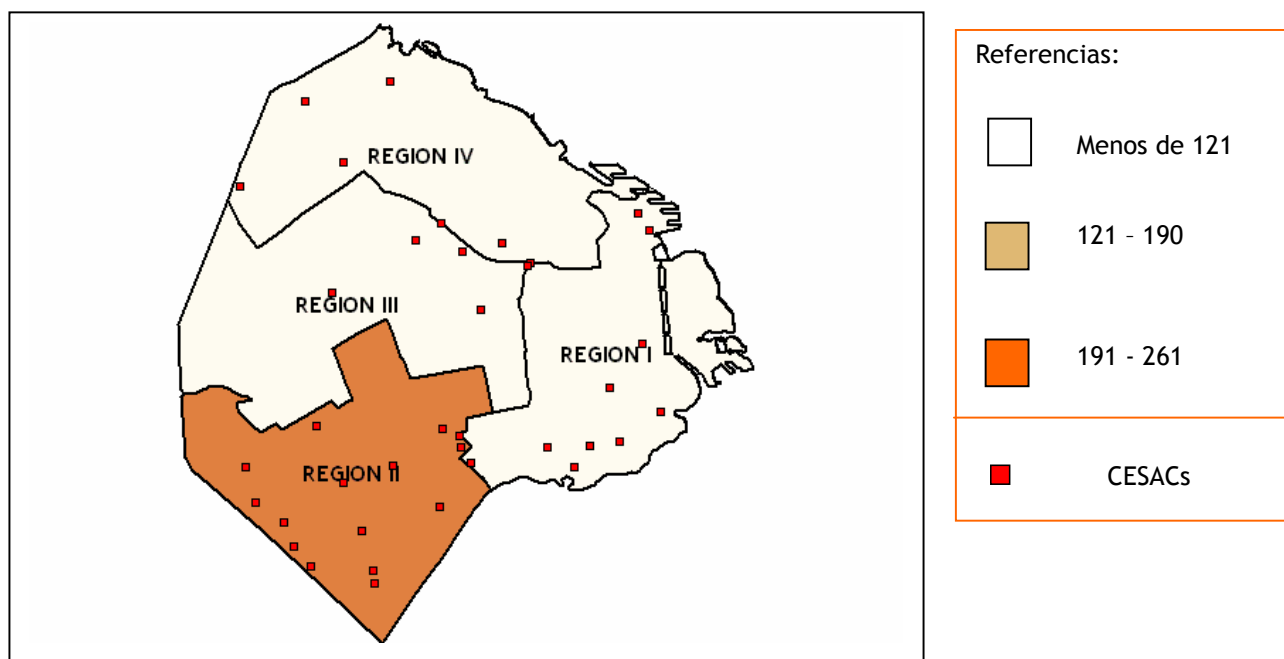 REGION IV
REGION III
REGION I
REGION II
Referencias:
Menos de 121
121 – 190
191 - 261
CESACs